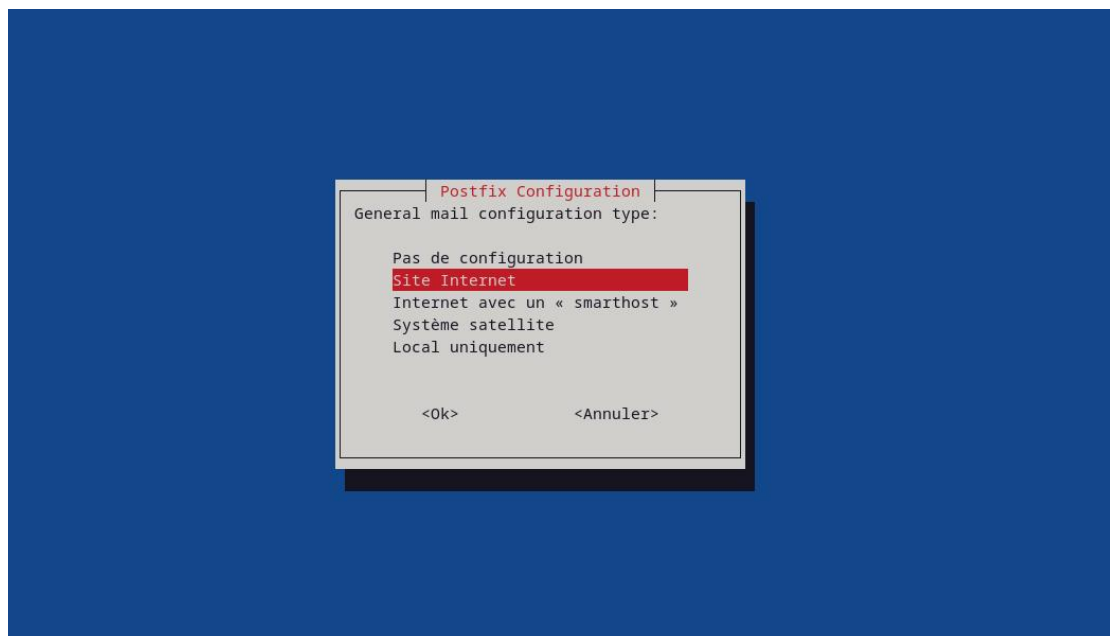 Postfix Configuration
General mail configuration type:
Pas de configuration
Site Internet
Internet avec un « smarthost »
Système satellite
Local uniquement
<Ok> <Annuler>